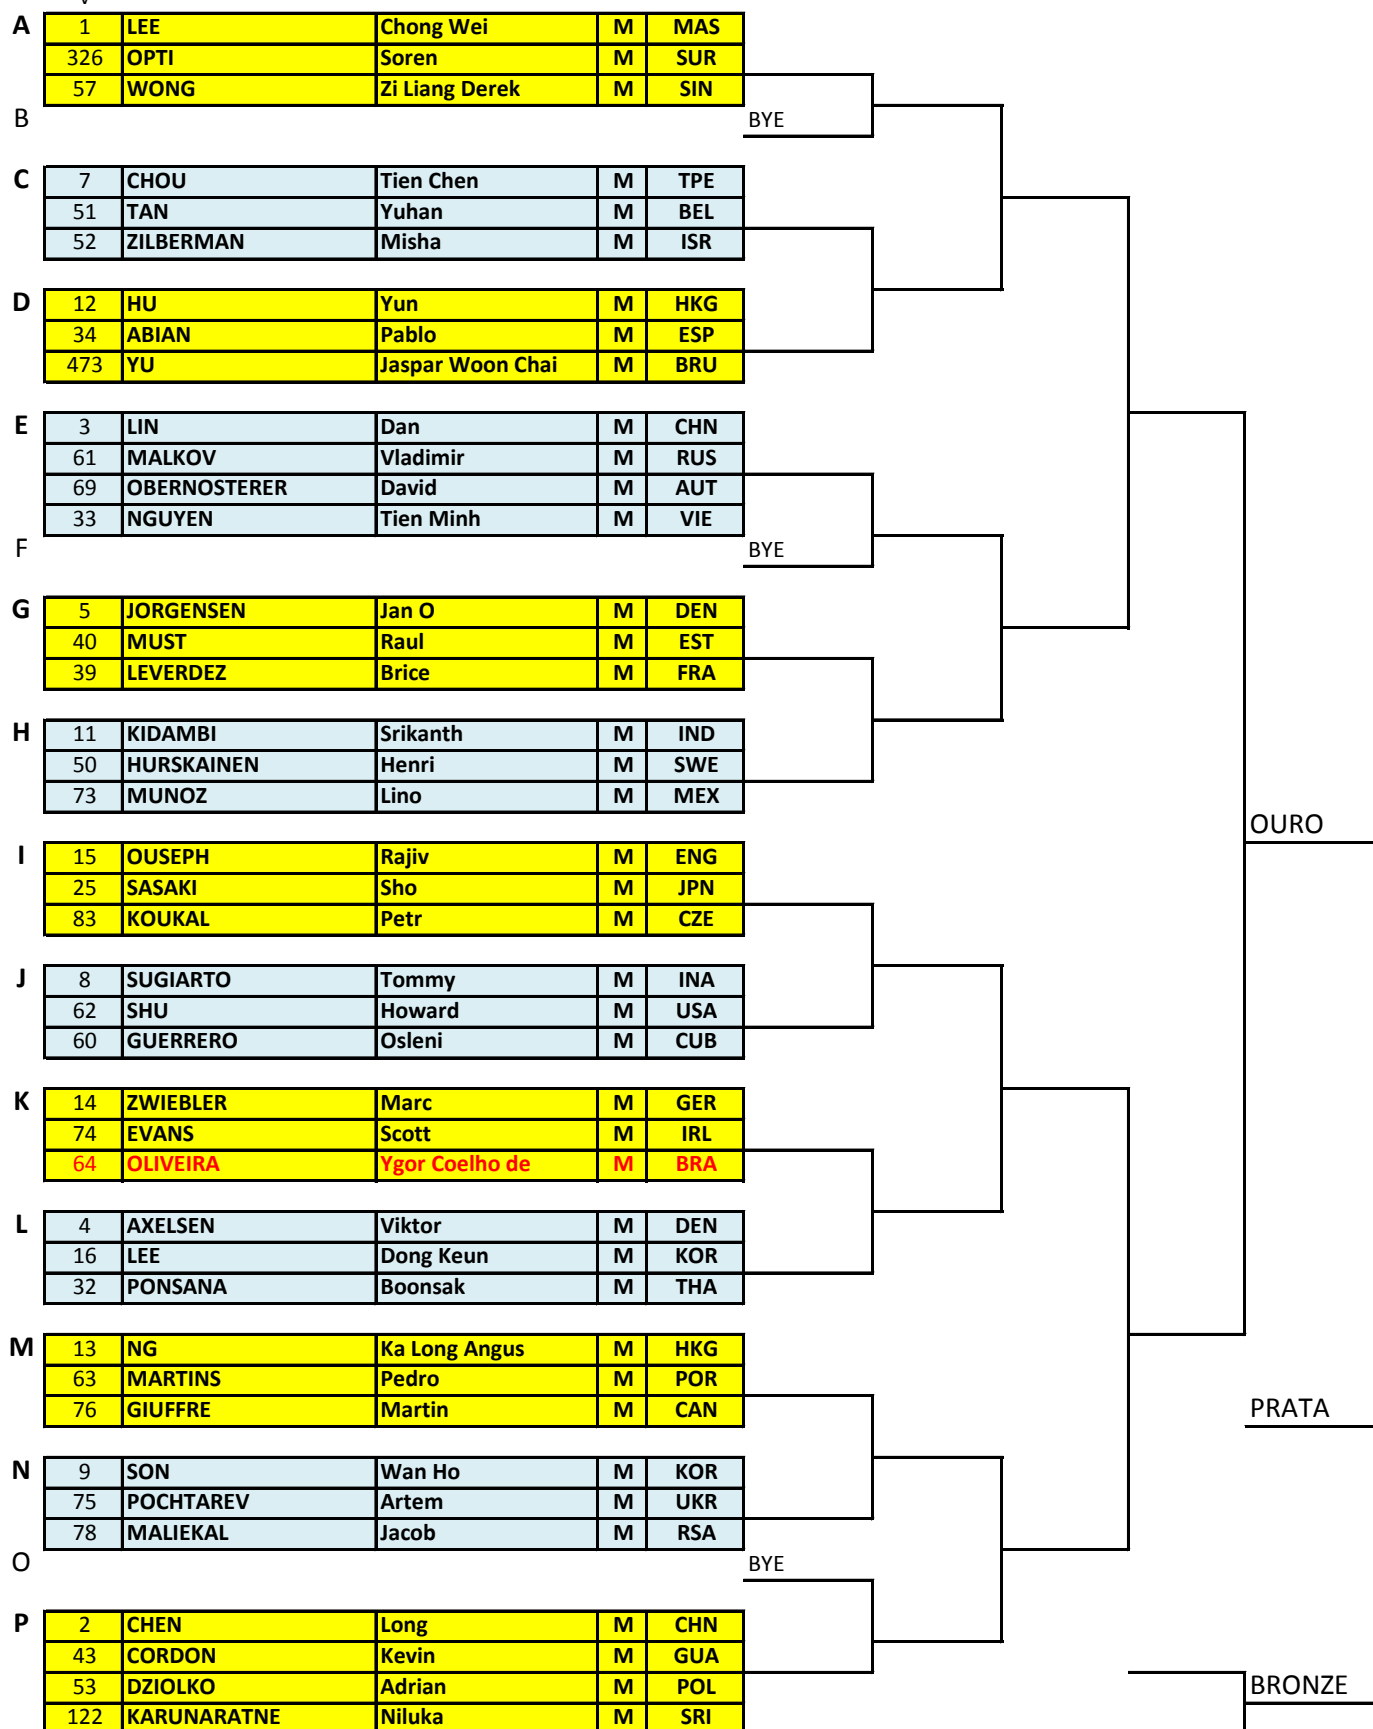 A 1 LEE Chong Wei M MAS
326 OPTI Soren M SUR
57 WONG Zi Liang Derek M SIN
B BYE
C 7 CHOU Tien Chen M TPE
51 TAN Yuhan M BEL
52 ZILBERMAN Misha M ISR
D 12 HU Yun M HKG
34 ABIAN Pablo M ESP
473 YU Jaspar Woon Chai M BRU
E 3 LIN Dan M CHN
61 MALKOV Vladimir M RUS
69 OBERNOSTERER David M AUT
33 NGUYEN Tien Minh M VIE
F BYE
G 5 JORGENSEN Jan O M DEN
40 MUST Raul M EST
39 LEVERDEZ Brice M FRA
H 11 KIDAMBI Srikanth M IND
50 HURSKAINEN Henri M SWE
73 MUNOZ Lino M MEX
OURO
I 15 OUSEPH Rajiv M ENG
25 SASAKI Sho M JPN
83 KOUKAL Petr M CZE
J 8 SUGIARTO Tommy M INA
62 SHU Howard M USA
60 GUERRERO Osleni M CUB
K 14 ZWIEBLER Marc M GER
74 EVANS Scott M IRL
64 OLIVEIRA Ygor Coelho de M BRA
L 4 AXELSEN Viktor M DEN
16 LEE Dong Keun M KOR
32 PONSANA Boonsak M THA
M 13 NG Ka Long Angus M HKG
63 MARTINS Pedro M POR
76 GIUFFRE Martin M CAN
PRATA
N 9 SON Wan Ho M KOR
75 POCHTAREV Artem M UKR
78 MALIEKAL Jacob M RSA
O BYE
P 2 CHEN Long M CHN
43 CORDON Kevin M GUA
53 DZIOLKO Adrian M POL
BRONZE
122 KARUNARATNE Niluka M SRI